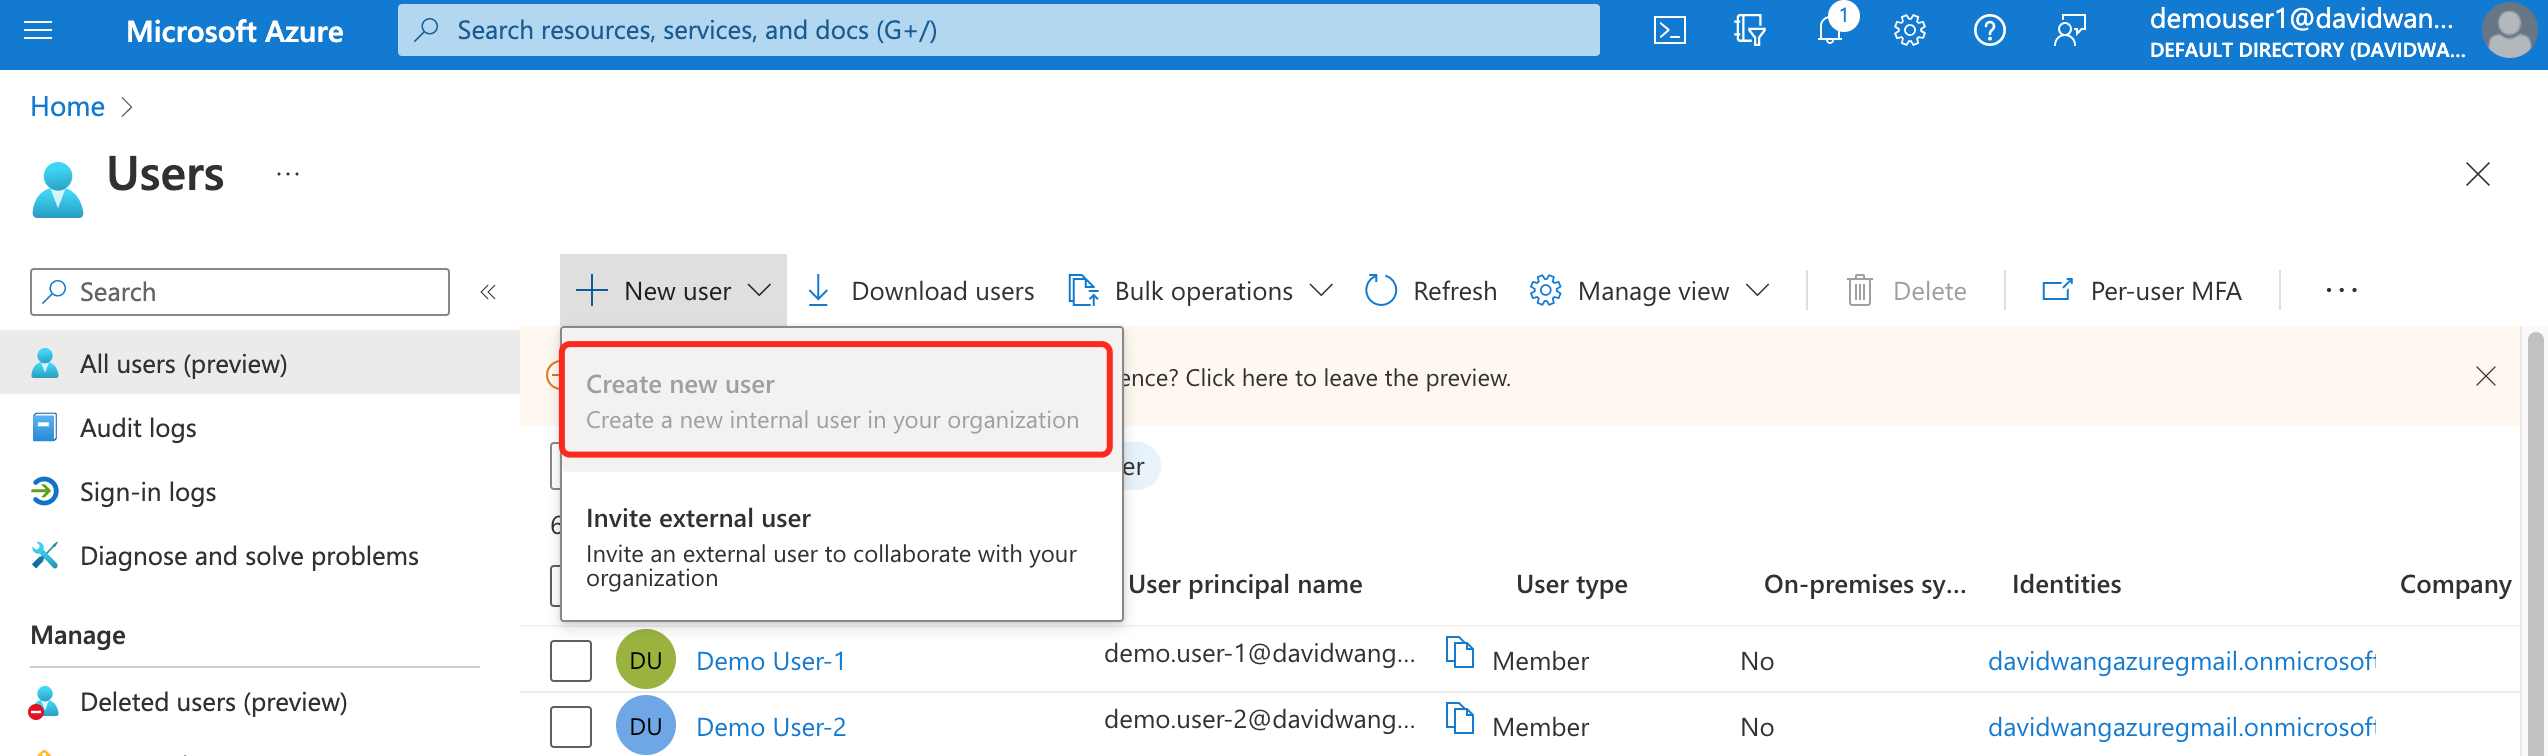 Microsoft Azure
Search resources, services, and docs (G+/)
1
demouser1@davidwan...
DEFAULT DIRECTORY (DAVIDWA...
Home
Users
...
Search
New user
Download users
Bulk operations
Refresh
Manage view
Delete
Per-user MFA
...
All users (preview)
Audit logs
Sign-in logs
Diagnose and solve problems
Manage
Deleted users (preview)
Create new user
Create a new internal user in your organization
Invite external user
Invite an external user to collaborate with your
organization
ence? Click here to leave the preview.
er
6
User principal name
User type
On-premises sy...
Identities
Company
DU
Demo User-1
demo.user-1@davidwang...
Member
No
davidwangazuregmail.onmicrosoft
DU
Demo User-2
demo.user-2@davidwang...
Member
No
davidwangazuregmail.onmicrosoft